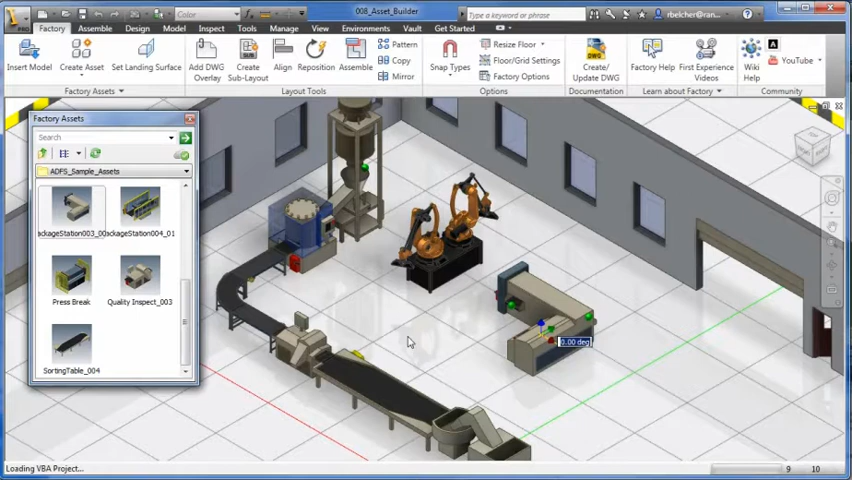 PRO
Color
008_Asset_Builder
Type a keyword or phrase
rbelcher@ran...
Factory
Assemble
Design
Model
Inspect
Tools
Manage
View
Environments
Vault
Get Started
Insert Model
Create Asset
Set Landing Surface
Add DWG Overlay
Create Sub-Layout
Align
Reposition
Assemble
Pattern
Copy
Mirror
Snap Types
Resize Floor
Floor/Grid Settings
Factory Options
Create/ Update DWG
Factory Help
First Experience Videos
Wiki Help
YouTube
Factory Assets
Layout Tools
Options
Documentation
Learn about Factory
Community
Factory Assets
Search
ADFS_Sample_Assets
ackageStation003_00
ackageStation004_01
Press Break
Quality Inspect_003
SortingTable_004
0.00 deg
Loading VBA Project...
9
10